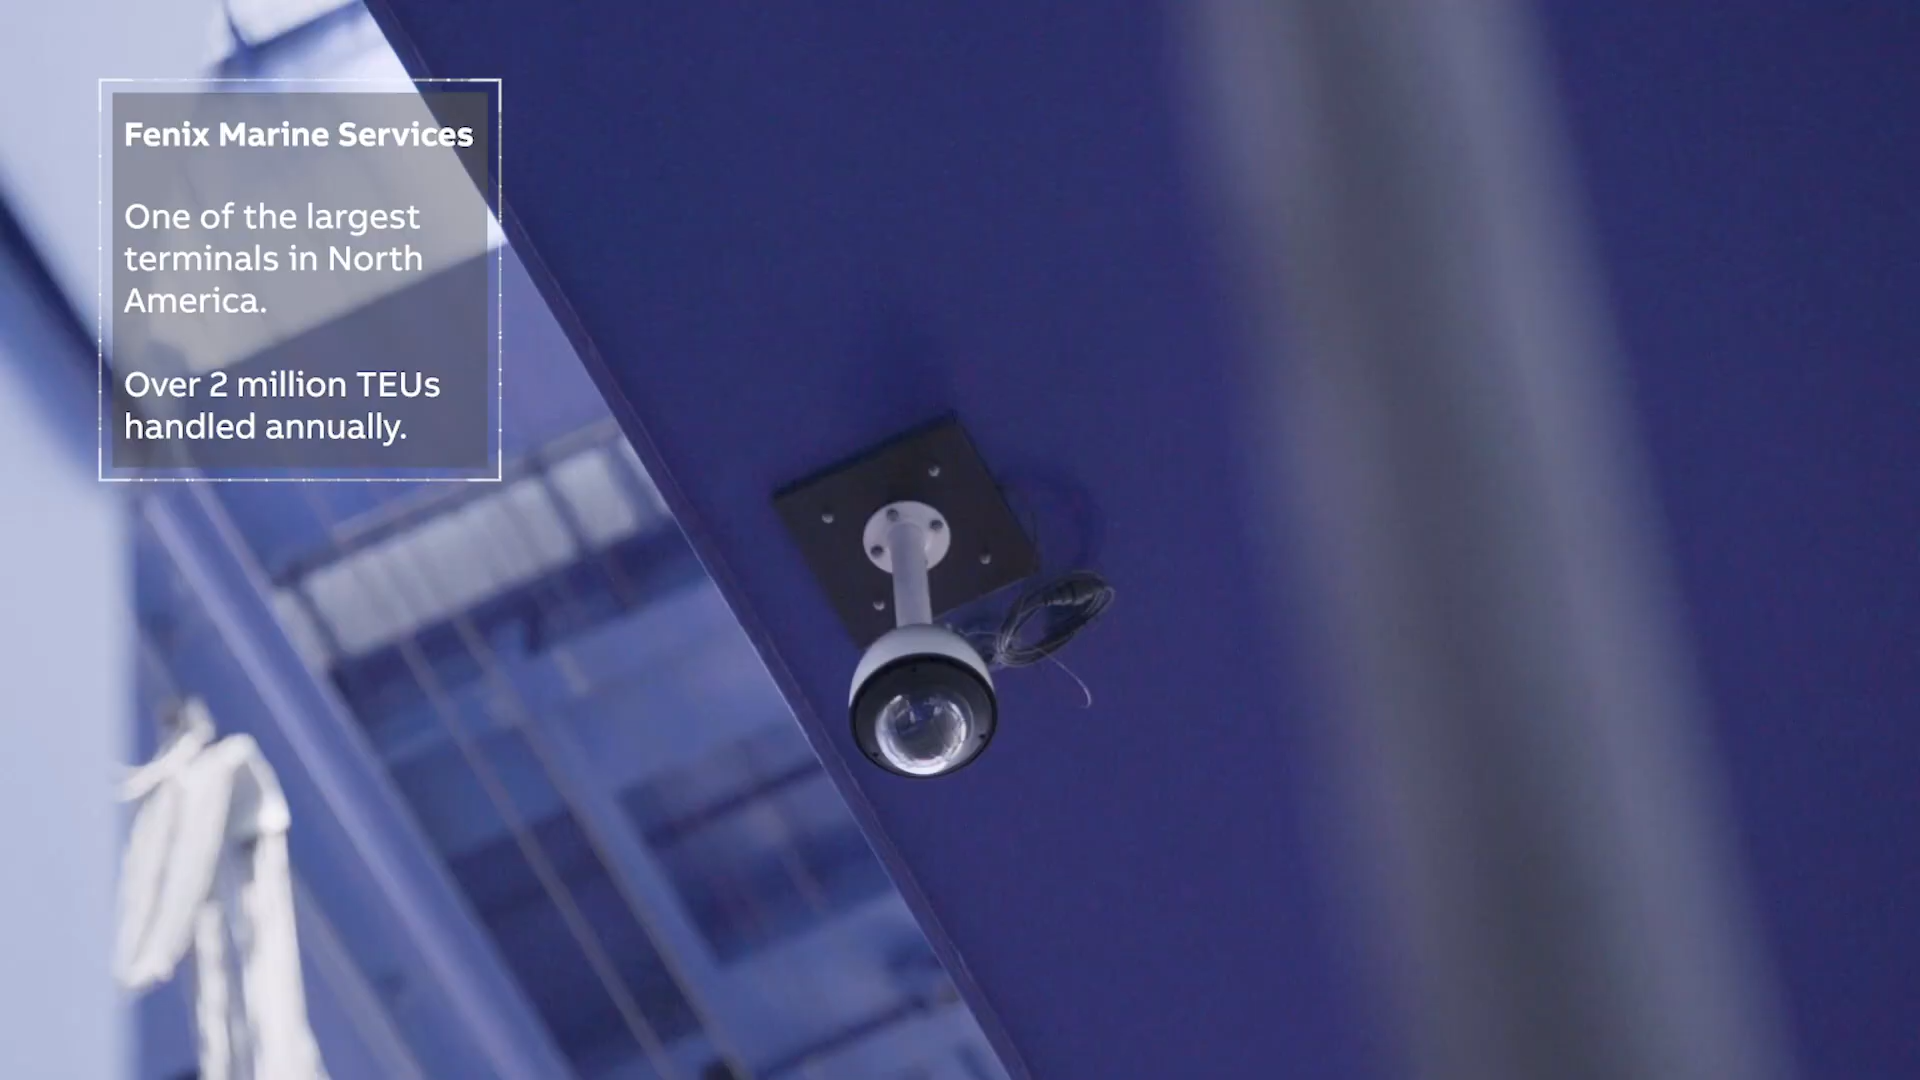 Fenix Marine Services
One of the largest
terminals in North
America.
Over 2 million TEUs
handled annually.